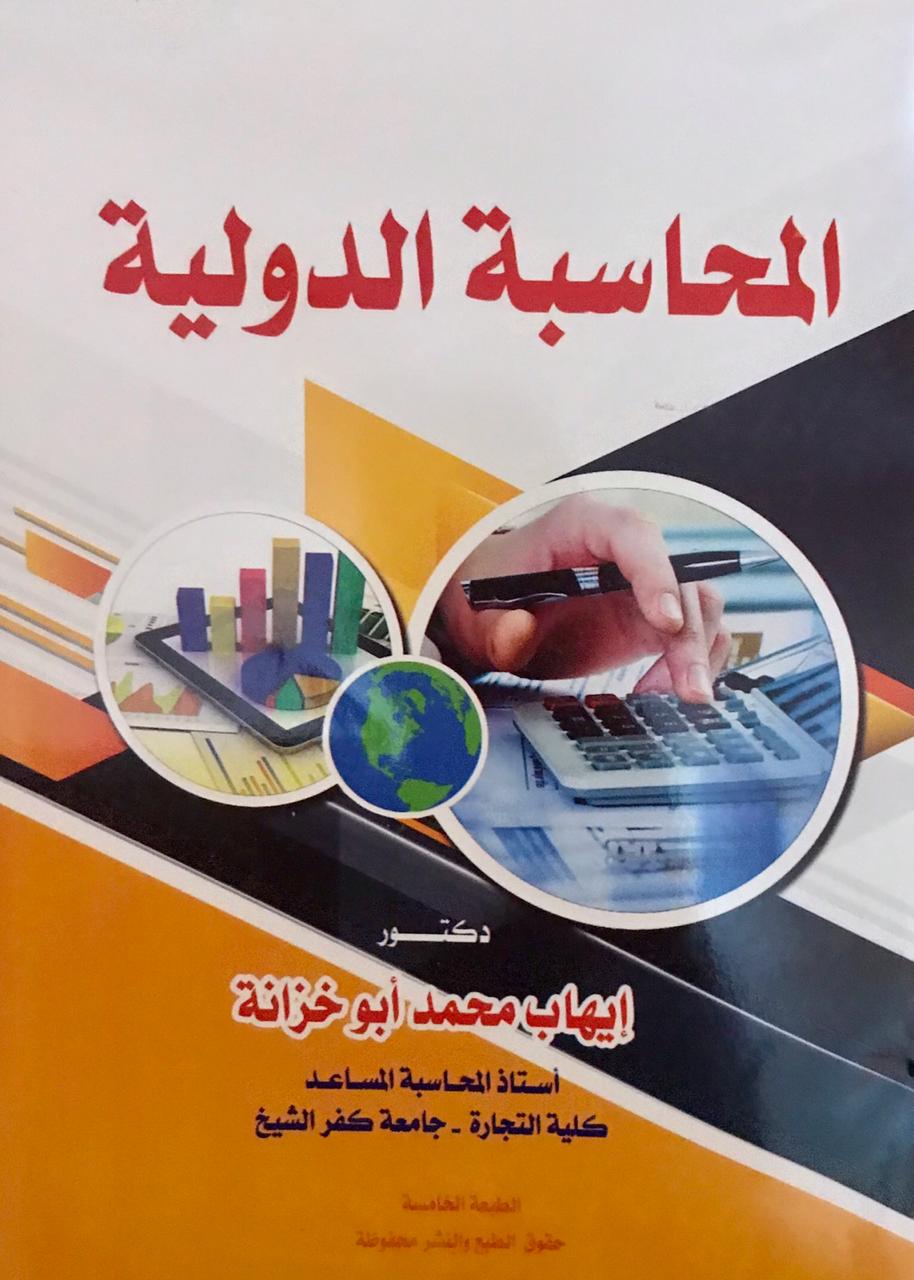 المحاسبة الدولية
دكتـــور
إيهاب محمد أبو خزانة
أستاذ المحاسبة المساعد
كلية التجارة - جامعة كفر الشيخ
الطبعة الخامسة
حقوق الطبع والنشر محفوظة